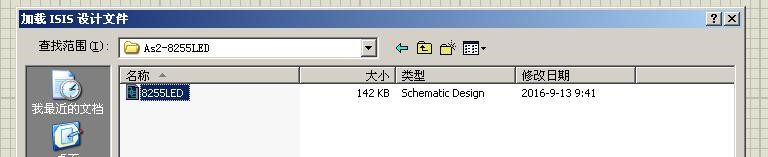 加载 ISIS 设计文件
查找范围(I): As2-8255LED
名称 大小 类型 修改日期
8255LED 142 KB Schematic Design 2016-9-13 9:41
我最近的文档